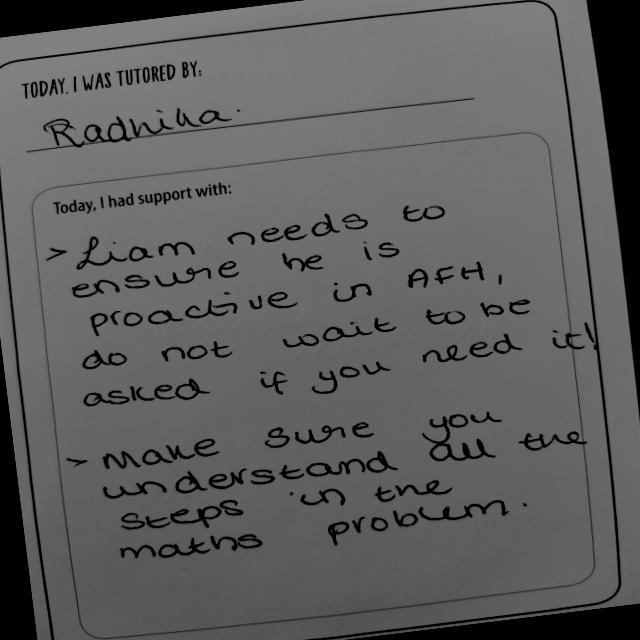 TODAY, I WAS TUTORED BY:
Radhika.
Today, I had support with:
> Liam needs to
ensure he is
proactive in AFH,
do not wait to be
asked if you need it!
> Make sure you
understand all the
steps in the
maths problem.